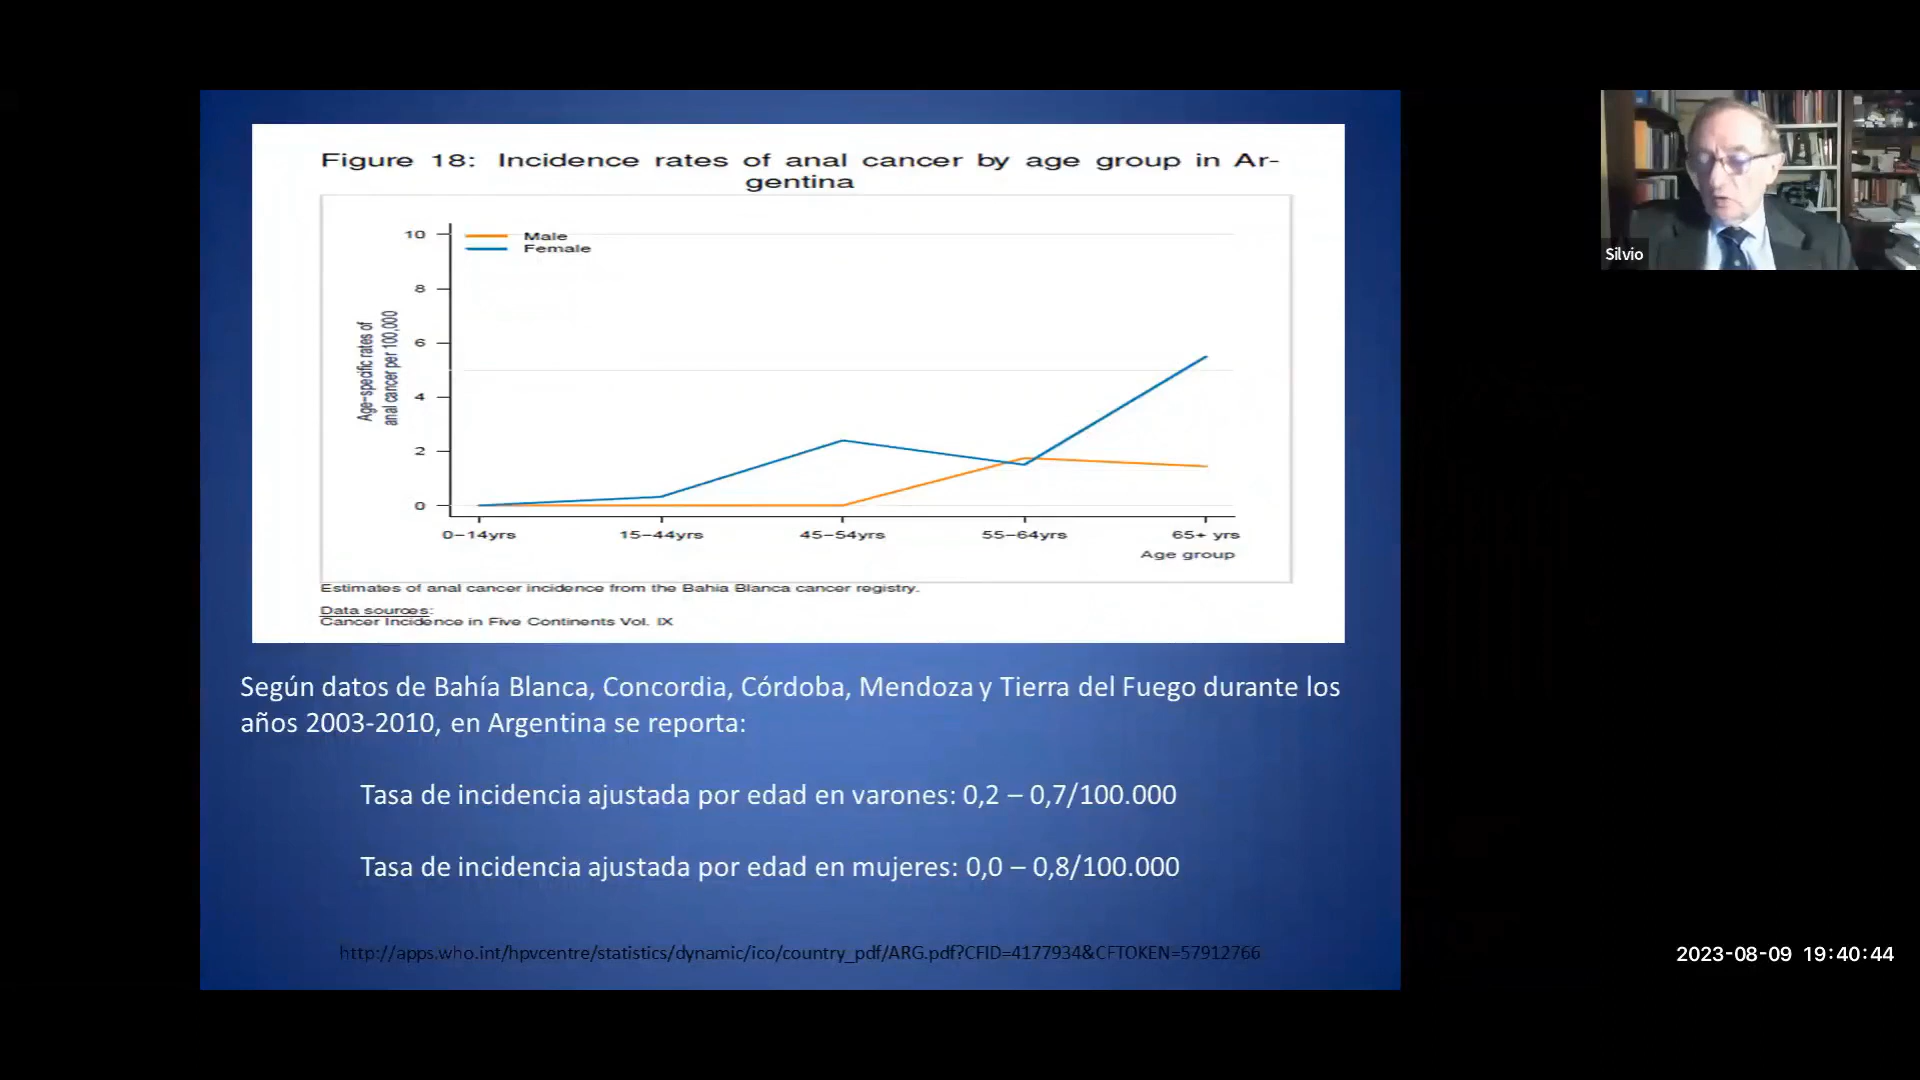 Figure 18: Incidence rates of anal cancer by age group in Ar-
gentina
10
8
6
4
2
0
Male
Female
Age-specific rates of
anal cancer per 100,000
0-14yrs
15-44yrs
45-54yrs
55-64yrs
65+ yrs
Age group
Estimates of anal cancer incidence from the Bahia Blanca cancer registry.
Data sources:
Cancer Incidence in Five Continents Vol. IX
Según datos de Bahía Blanca, Concordia, Córdoba, Mendoza y Tierra del Fuego durante los
años 2003-2010, en Argentina se reporta:
Tasa de incidencia ajustada por edad en varones: 0,2 – 0,7/100.000
Tasa de incidencia ajustada por edad en mujeres: 0,0 – 0,8/100.000
http://apps.who.int/hpvcentre/statistics/dynamic/ico/country_pdf/ARG.pdf?CFID=4177934&CFTOKEN=57912766
Silvio
2023-08-09 19:40:44